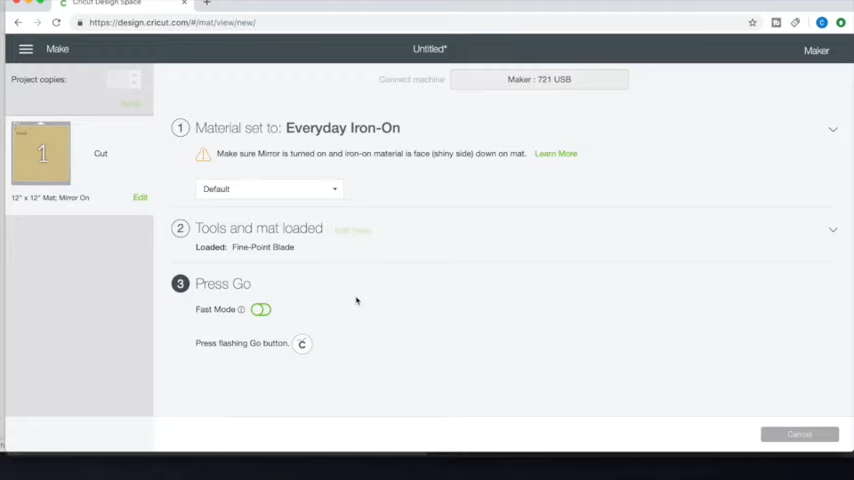 Cricut Design Space
https://design.cricut.com/#/mat/view/new/
Make
Untitled*
Maker
Project copies:
Connect machine
Maker : 721 USB
1 Material set to: Everyday Iron-On
Make sure Mirror is turned on and iron-on material is face (shiny side) down on mat. Learn More
1
Cut
Default
12" x 12" Mat; Mirror On
Edit
2 Tools and mat loaded
Edit Tools
Loaded: Fine-Point Blade
3 Press Go
Fast Mode
Press flashing Go button.
Cancel